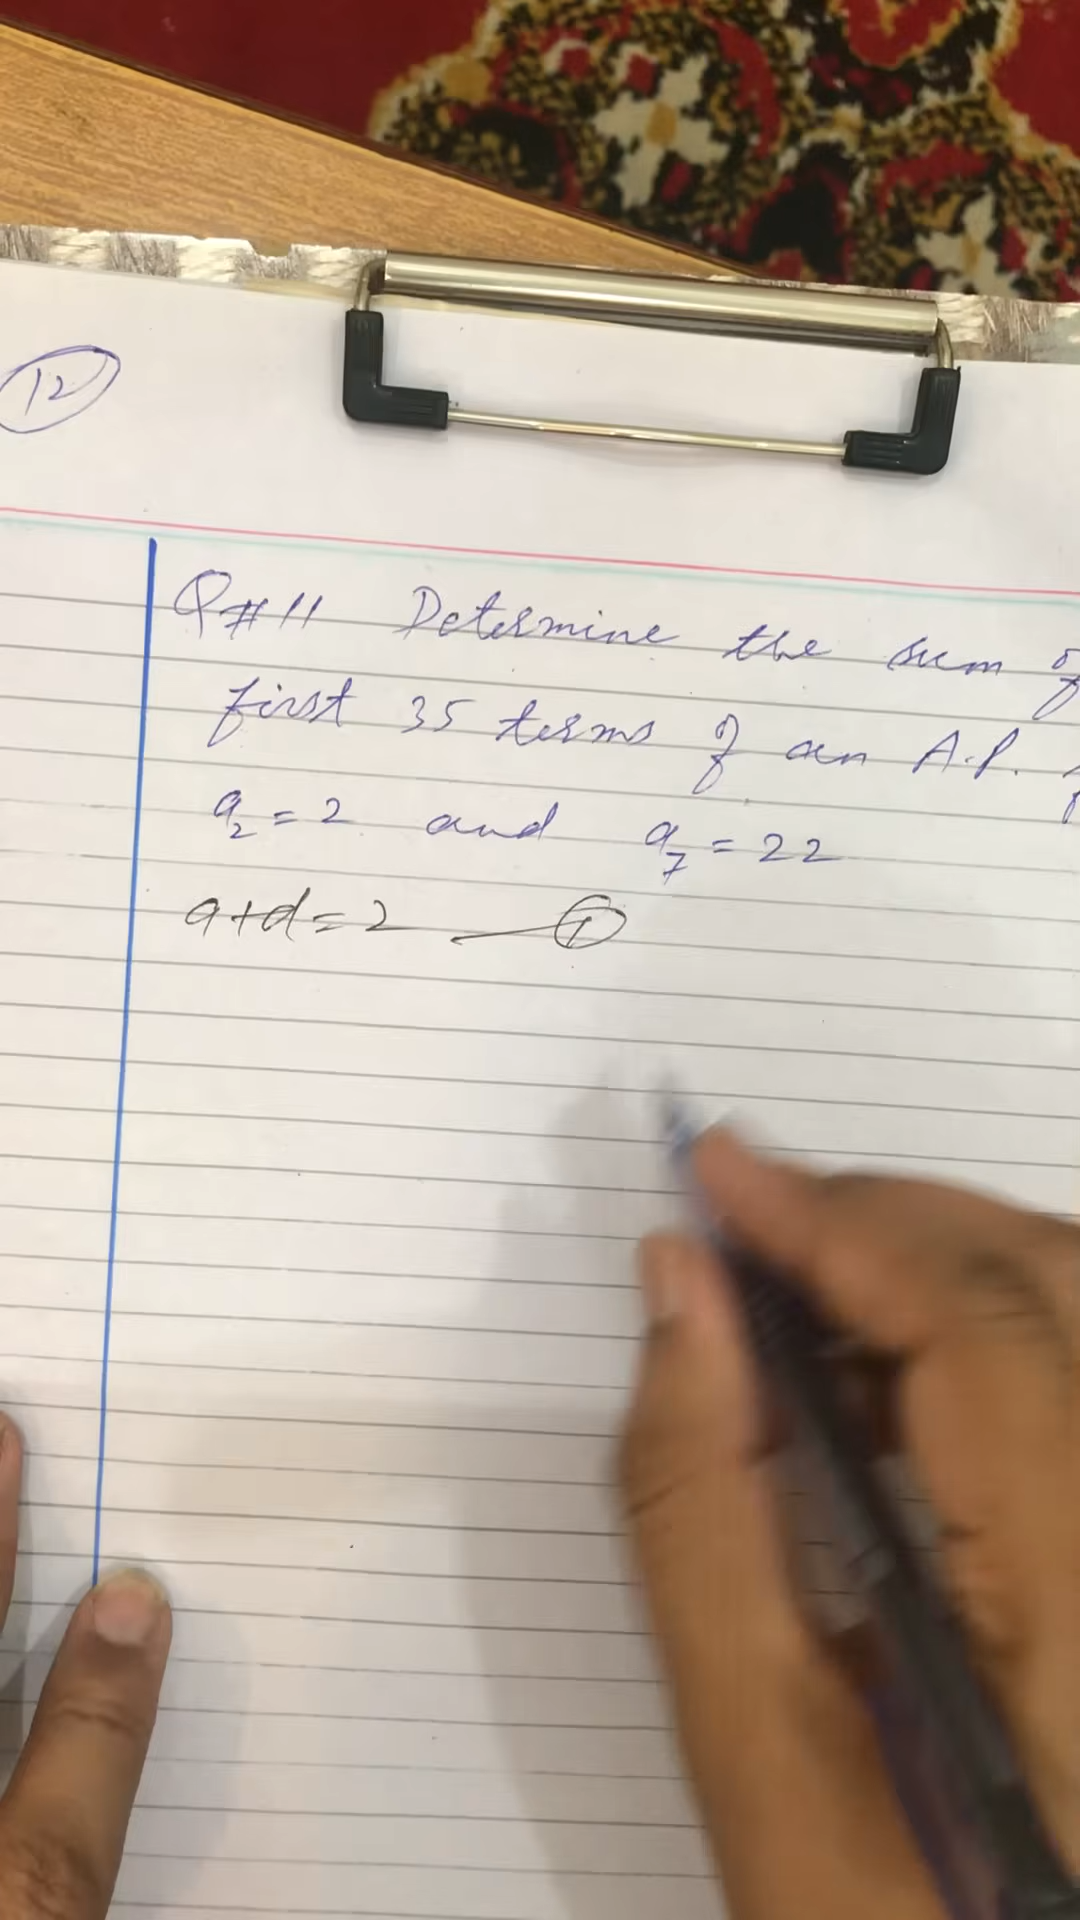 12
Q#11 Determine the sum of
first 35 terms of an A.P.
a₂ = 2 and a₇ = 22
a+d=2 — ①